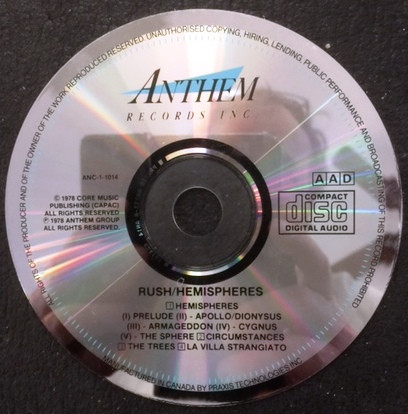 ALL RIGHTS OF THE PRODUCER AND OF THE OWNER OF THE WORK REPRODUCED RESERVED UNAUTHORISED COPYING, HIRING, LENDING, PUBLIC PERFORMANCE AND BROADCASTING OF THIS RECORD PROHIBITED
ANTHEM
RECORDS INC
ANC-1-1014
AAD
COMPACT
disc
DIGITAL AUDIO
© 1978 CORE MUSIC
PUBLISHING (CAPAC)
ALL RIGHTS RESERVED
℗ 1978 ANTHEM GROUP
ALL RIGHTS RESERVED
RUSH/HEMISPHERES
1 HEMISPHERES
(I) PRELUDE (II) - APOLLO/DIONYSUS
(III) - ARMAGEDDON (IV) - CYGNUS
(V) - THE SPHERE 2 CIRCUMSTANCES
3 THE TREES 4 LA VILLA STRANGIATO
IN CANADA BY PRAXIS TECHNOLOGIES INC.